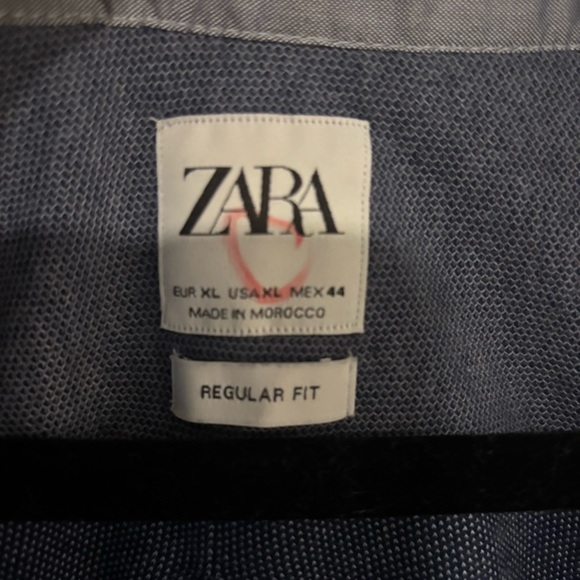 ZARA
EUR XL USA XL MEX 44
MADE IN MOROCCO
REGULAR FIT